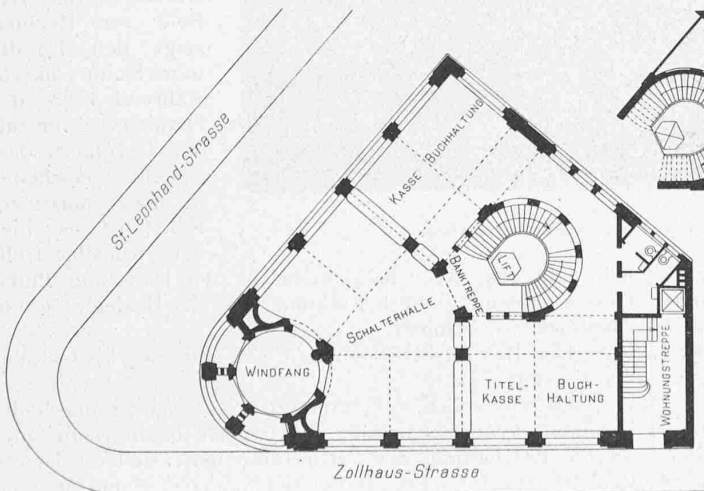 St. Leonhard-Strasse
KASSE BUCHHALTUNG
LIFT
BANKTREPPE
SCHALTERHALLE
WINDFANG
TITEL-
KASSE
BUCH-
HALTUNG
WOHNUNGSTREPPE
Zollhaus-Strasse